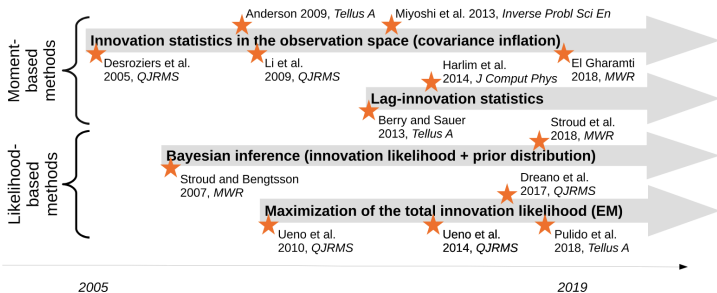 Moment-
based
methods
Anderson 2009, Tellus A
Miyoshi et al. 2013, Inverse Probl Sci En
Innovation statistics in the observation space (covariance inflation)
Desroziers et al.
2005, QJRMS
Li et al.
2009, QJRMS
Harlim et al.
2014, J Comput Phys
El Gharamti
2018, MWR
Lag-innovation statistics
Berry and Sauer
2013, Tellus A
Likelihood-
based
methods
Stroud et al.
2018, MWR
Bayesian inference (innovation likelihood + prior distribution)
Stroud and Bengtsson
2007, MWR
Dreano et al.
2017, QJRMS
Maximization of the total innovation likelihood (EM)
Ueno et al.
2010, QJRMS
Ueno et al.
2014, QJRMS
Pulido et al.
2018, Tellus A
2005
2019